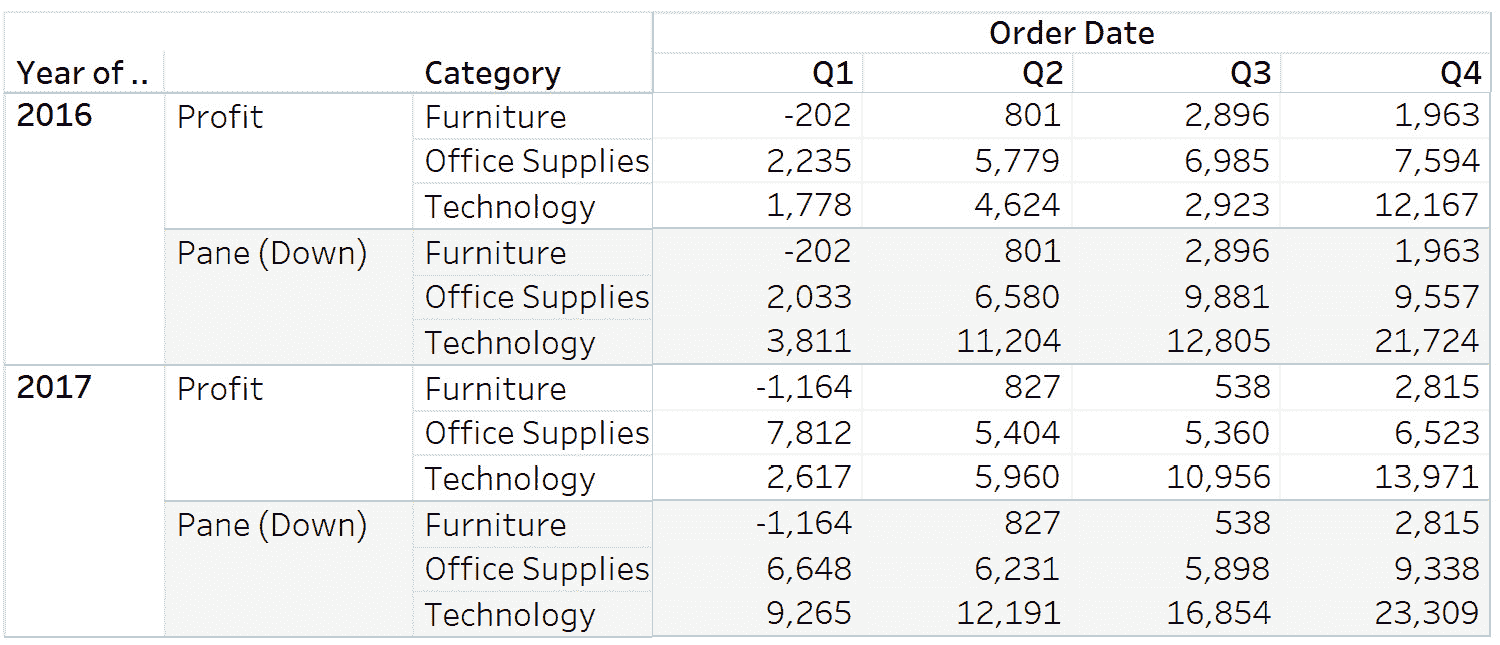 Order Date
Year of .. Category Q1 Q2 Q3 Q4
2016 Profit Furniture -202 801 2,896 1,963
Office Supplies 2,235 5,779 6,985 7,594
Technology 1,778 4,624 2,923 12,167
Pane (Down) Furniture -202 801 2,896 1,963
Office Supplies 2,033 6,580 9,881 9,557
Technology 3,811 11,204 12,805 21,724
2017 Profit Furniture -1,164 827 538 2,815
Office Supplies 7,812 5,404 5,360 6,523
Technology 2,617 5,960 10,956 13,971
Pane (Down) Furniture -1,164 827 538 2,815
Office Supplies 6,648 6,231 5,898 9,338
Technology 9,265 12,191 16,854 23,309